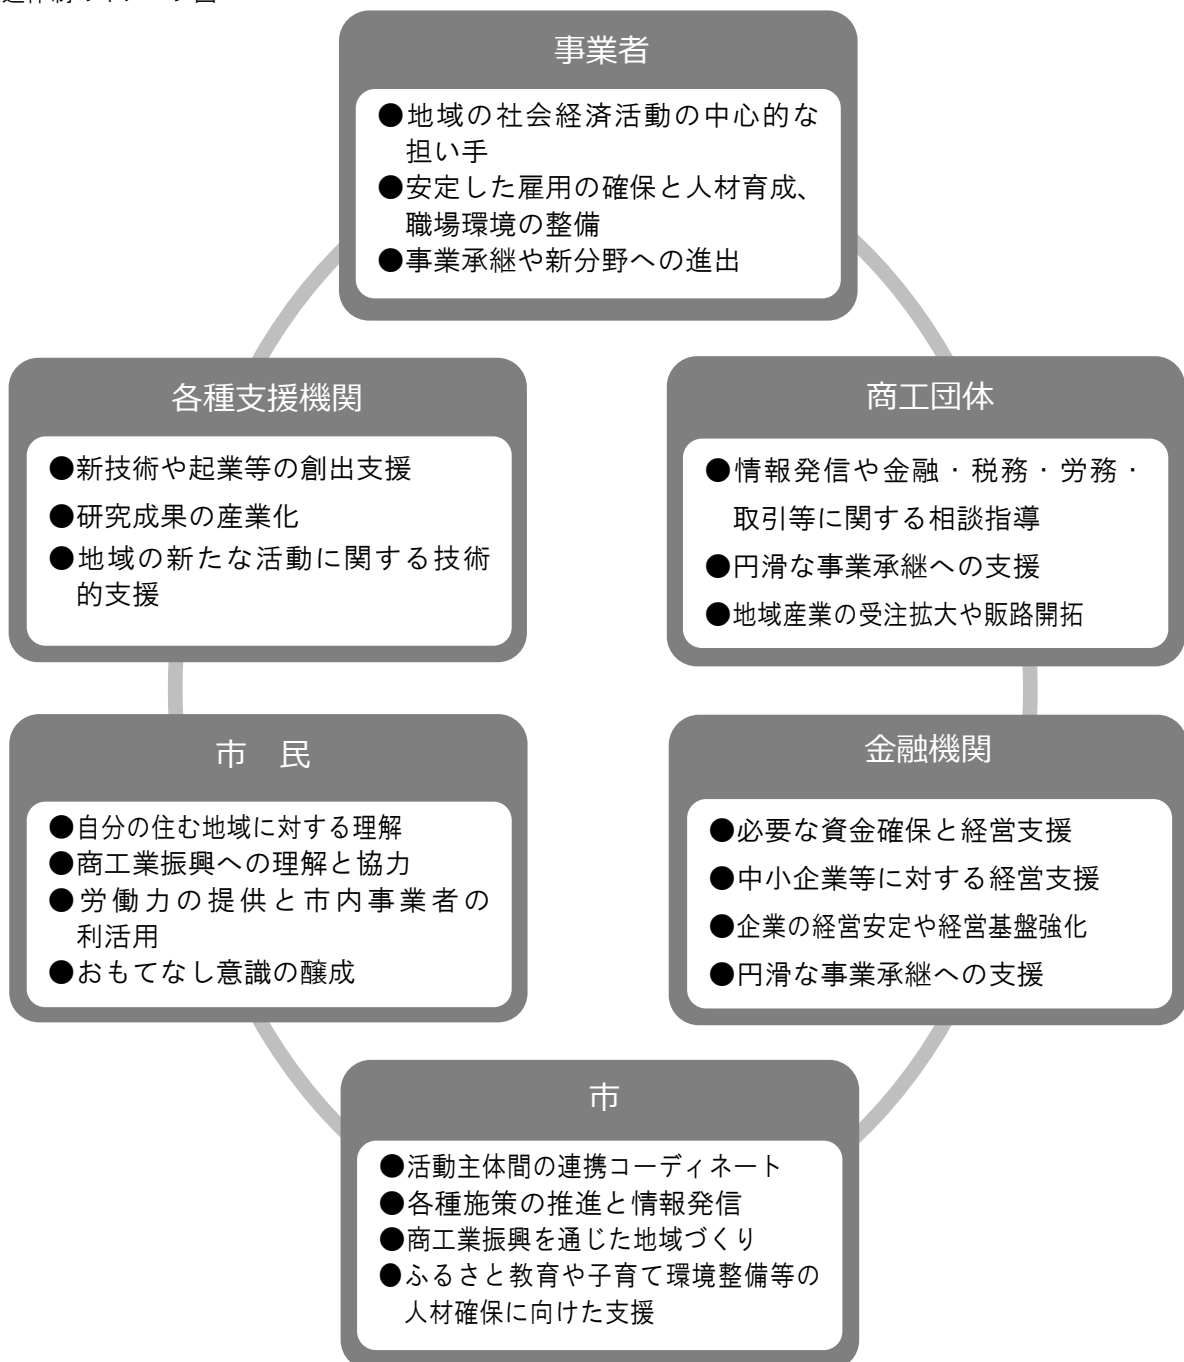 事業者
●地域の社会経済活動の中心的な
担い手
●安定した雇用の確保と人材育成、
職場環境の整備
●事業承継や新分野への進出
各種支援機関
●新技術や起業等の創出支援
●研究成果の産業化
●地域の新たな活動に関する技術
的支援
商工団体
●情報発信や金融・税務・労務・
取引等に関する相談指導
●円滑な事業承継への支援
●地域産業の受注拡大や販路開拓
市　民
●自分の住む地域に対する理解
●商工業振興への理解と協力
●労働力の提供と市内事業者の
利活用
●おもてなし意識の醸成
金融機関
●必要な資金確保と経営支援
●中小企業等に対する経営支援
●企業の経営安定や経営基盤強化
●円滑な事業承継への支援
市
●活動主体間の連携コーディネート
●各種施策の推進と情報発信
●商工業振興を通じた地域づくり
●ふるさと教育や子育て環境整備等の
人材確保に向けた支援